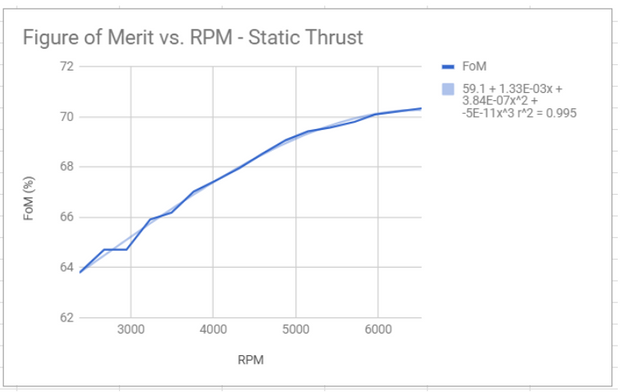 Figure of Merit vs. RPM - Static Thrust
72
70
68
66
64
62
FoM (%)
3000 4000 5000 6000
RPM
FoM
59.1 + 1.33E-03x +
3.84E-07x^2 +
-5E-11x^3 r^2 = 0.995